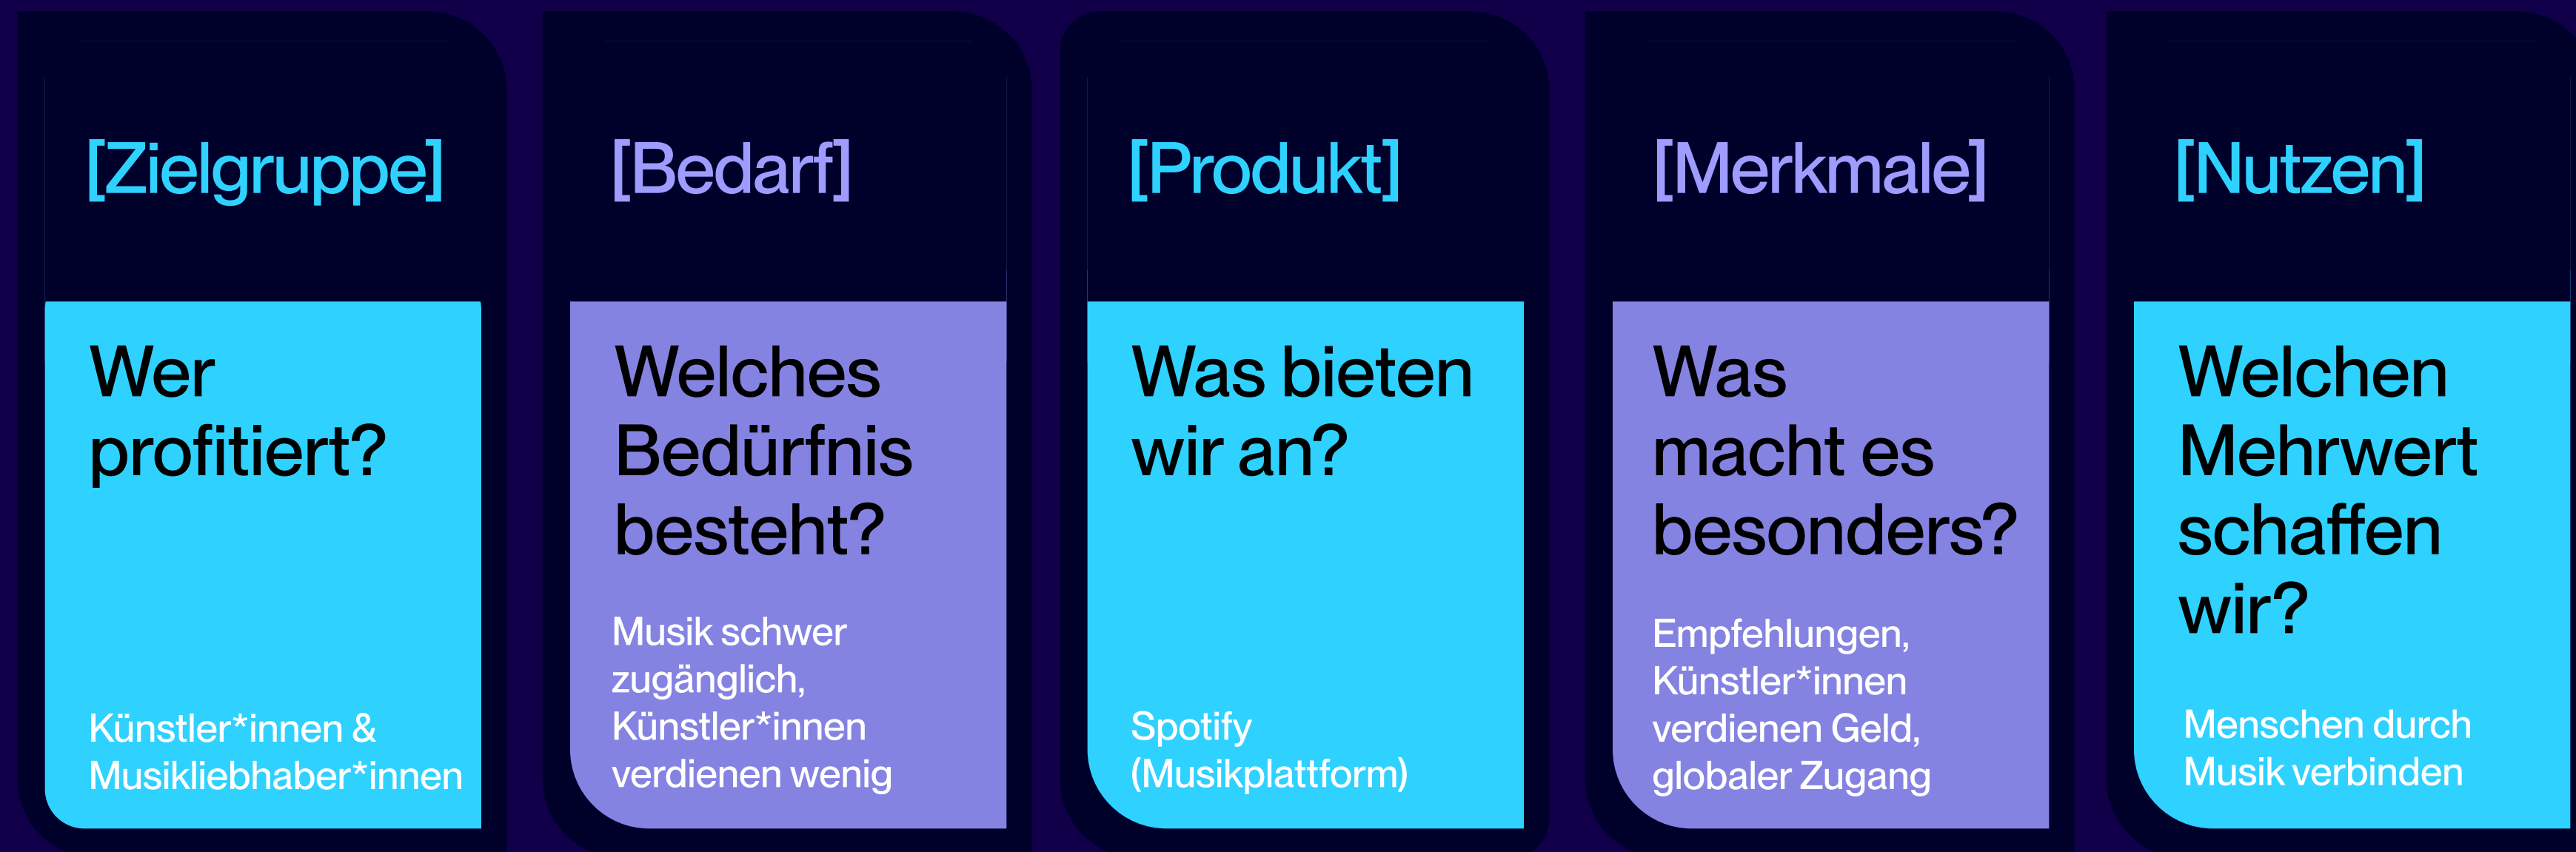 [Zielgruppe]
Wer
profitiert?
Künstler*innen &
Musikliebhaber*innen
[Bedarf]
Welches
Bedürfnis
besteht?
Musik schwer
zugänglich,
Künstler*innen
verdienen wenig
[Produkt]
Was bieten
wir an?
Spotify
(Musikplattform)
[Merkmale]
Was
macht es
besonders?
Empfehlungen,
Künstler*innen
verdienen Geld,
globaler Zugang
[Nutzen]
Welchen
Mehrwert
schaffen
wir?
Menschen durch
Musik verbinden